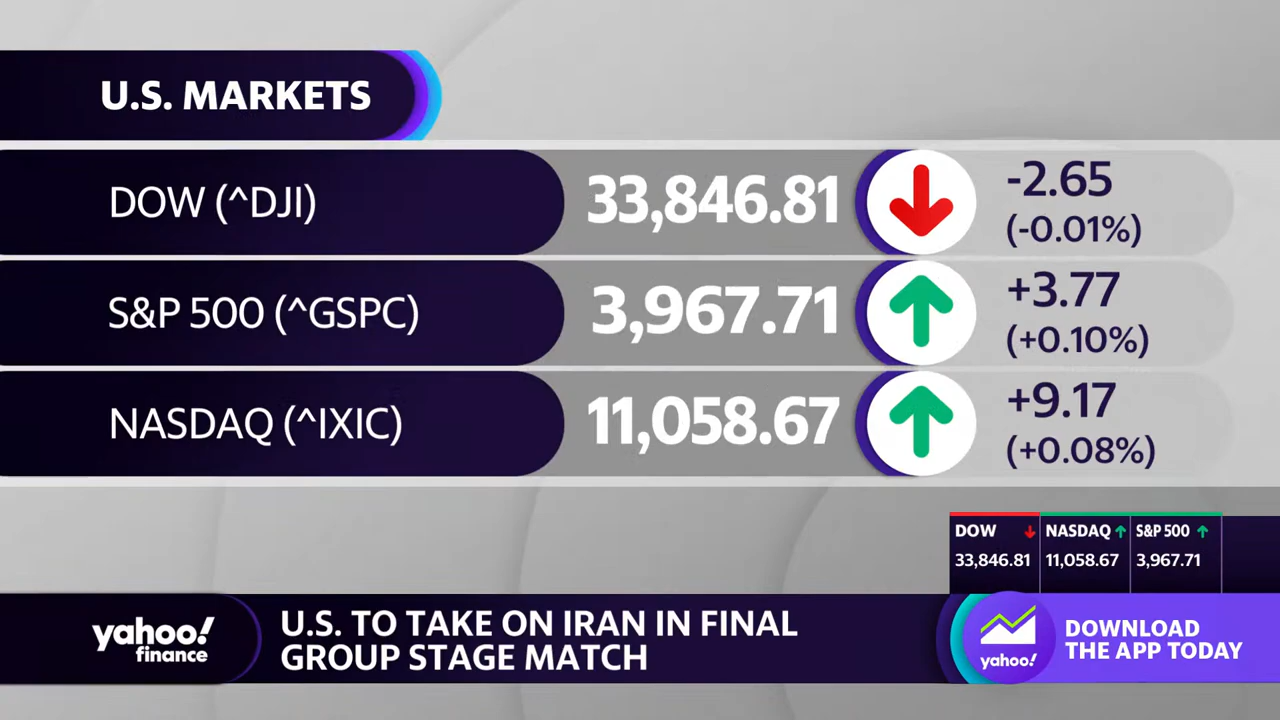 U.S. MARKETS
DOW (^DJI) 33,846.81 -2.65
(-0.01%)
S&P 500 (^GSPC) 3,967.71 +3.77
(+0.10%)
NASDAQ (^IXIC) 11,058.67 +9.17
(+0.08%)
DOW NASDAQ S&P 500
33,846.81 11,058.67 3,967.71
yahoo!
finance
U.S. TO TAKE ON IRAN IN FINAL
GROUP STAGE MATCH
yahoo!
DOWNLOAD
THE APP TODAY